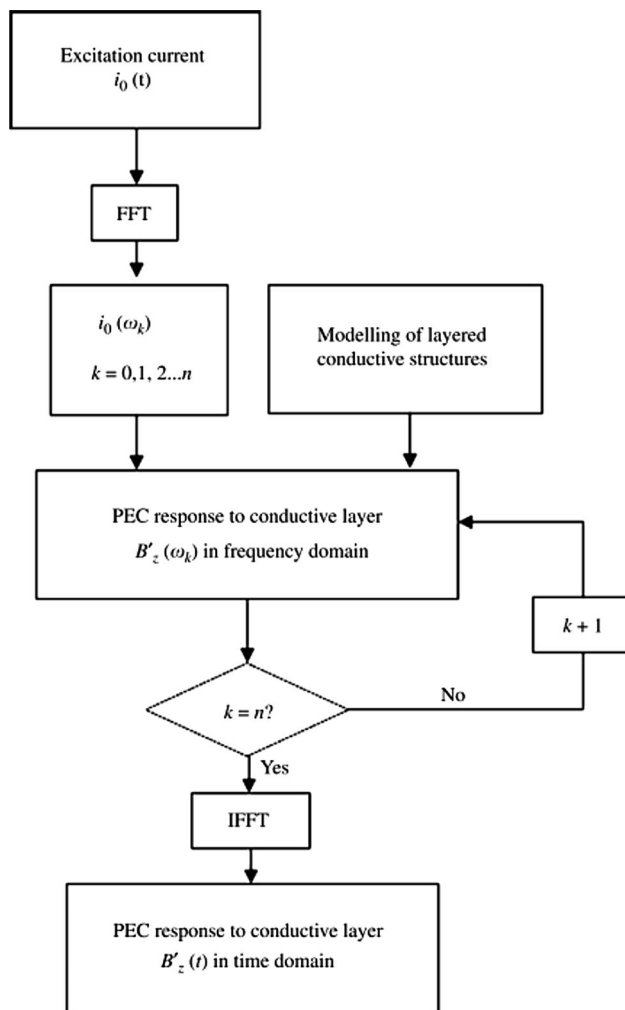 Excitation current
i₀ (t)
FFT
i₀ (ωₖ)
k = 0,1, 2...n
Modelling of layered
conductive structures
PEC response to conductive layer
B′z (ωₖ) in frequency domain
k + 1
k = n?
No
Yes
IFFT
PEC response to conductive layer
B′z (t) in time domain